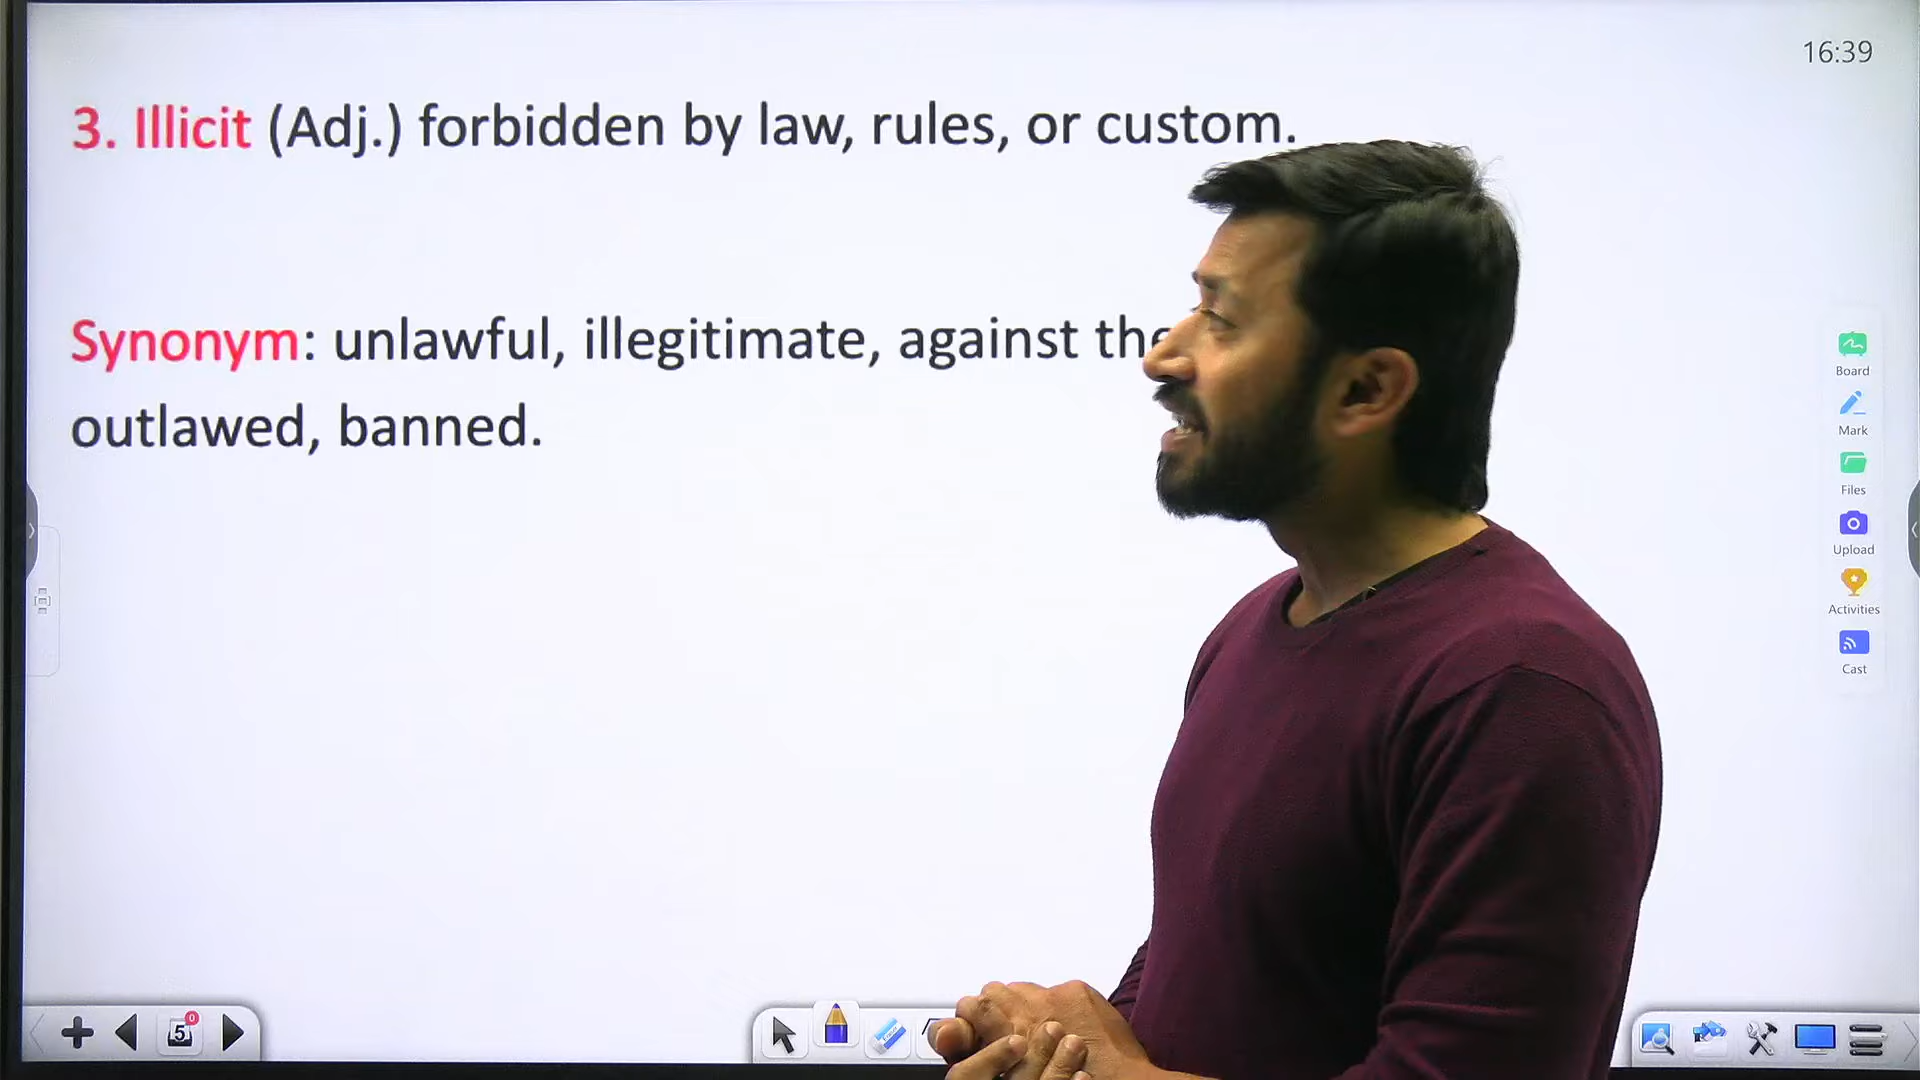 16:39
3. Illicit (Adj.) forbidden by law, rules, or custom.
Synonym: unlawful, illegitimate, against the
outlawed, banned.
Board
Mark
Files
Upload
Activities
Cast
5
0